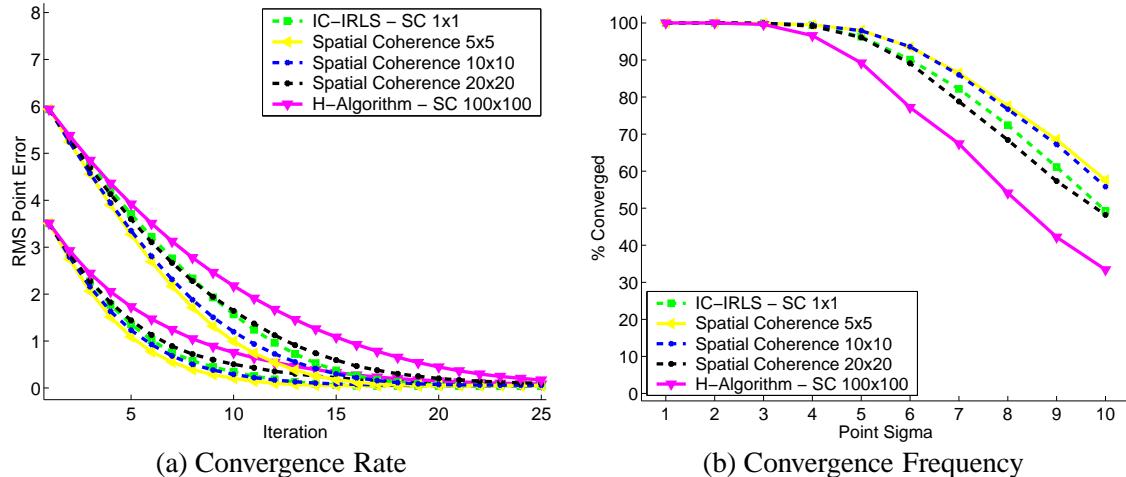 8
7
6
5
4
3
2
1
0
RMS Point Error
5
10
15
20
25
Iteration
IC−IRLS − SC 1x1
Spatial Coherence 5x5
Spatial Coherence 10x10
Spatial Coherence 20x20
H−Algorithm − SC 100x100
(a) Convergence Rate
100
90
80
70
60
50
40
30
100
90
100
0
% Converged
1
2
3
4
5
6
7
8
9
10
Point Sigma
IC−IRLS − SC 1x1
Spatial Coherence 5x5
Spatial Coherence 10x10
Spatial Coherence 20x20
H−Algorithm − SC 100x100
(b) Convergence Frequency